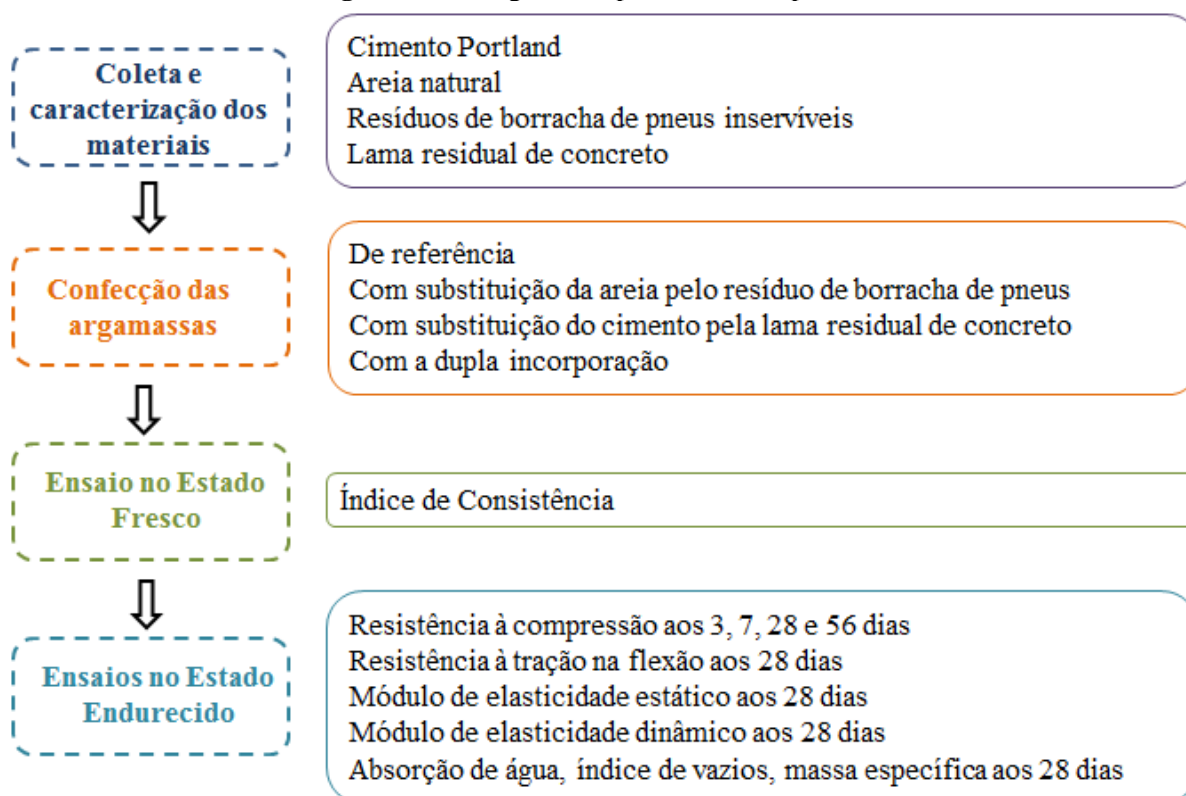 Coleta e
caracterização dos
materiais
Cimento Portland
Areia natural
Resíduos de borracha de pneus inservíveis
Lama residual de concreto
Confecção das
argamassas
De referência
Com substituição da areia pelo resíduo de borracha de pneus
Com substituição do cimento pela lama residual de concreto
Com a dupla incorporação
Ensaio no Estado
Fresco
Índice de Consistência
Ensaios no Estado
Endurecido
Resistência à compressão aos 3, 7, 28 e 56 dias
Resistência à tração na flexão aos 28 dias
Módulo de elasticidade estático aos 28 dias
Módulo de elasticidade dinâmico aos 28 dias
Absorção de água, índice de vazios, massa específica aos 28 dias